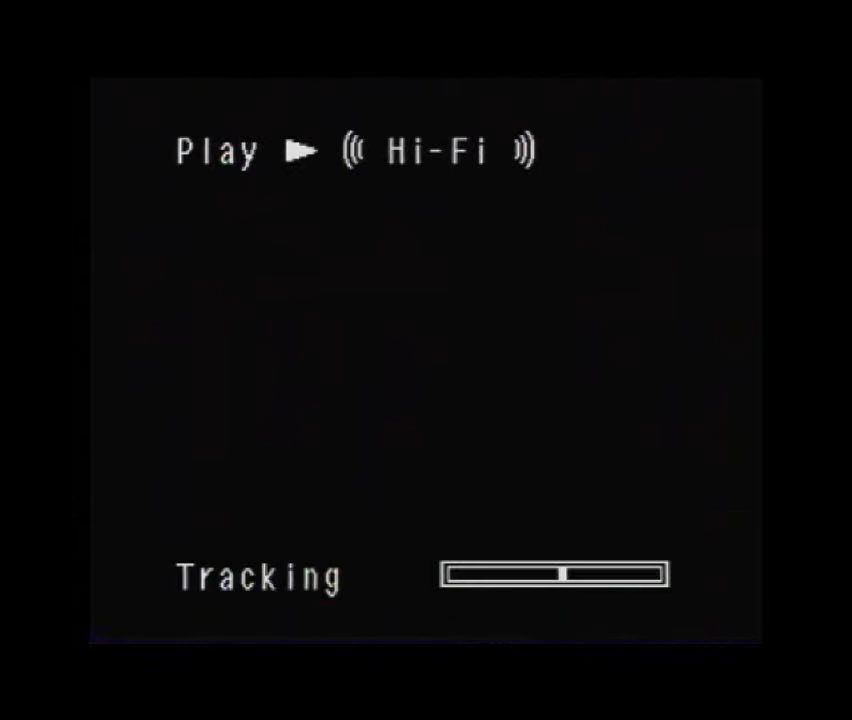 Play ► ((( Hi-Fi )))
Tracking